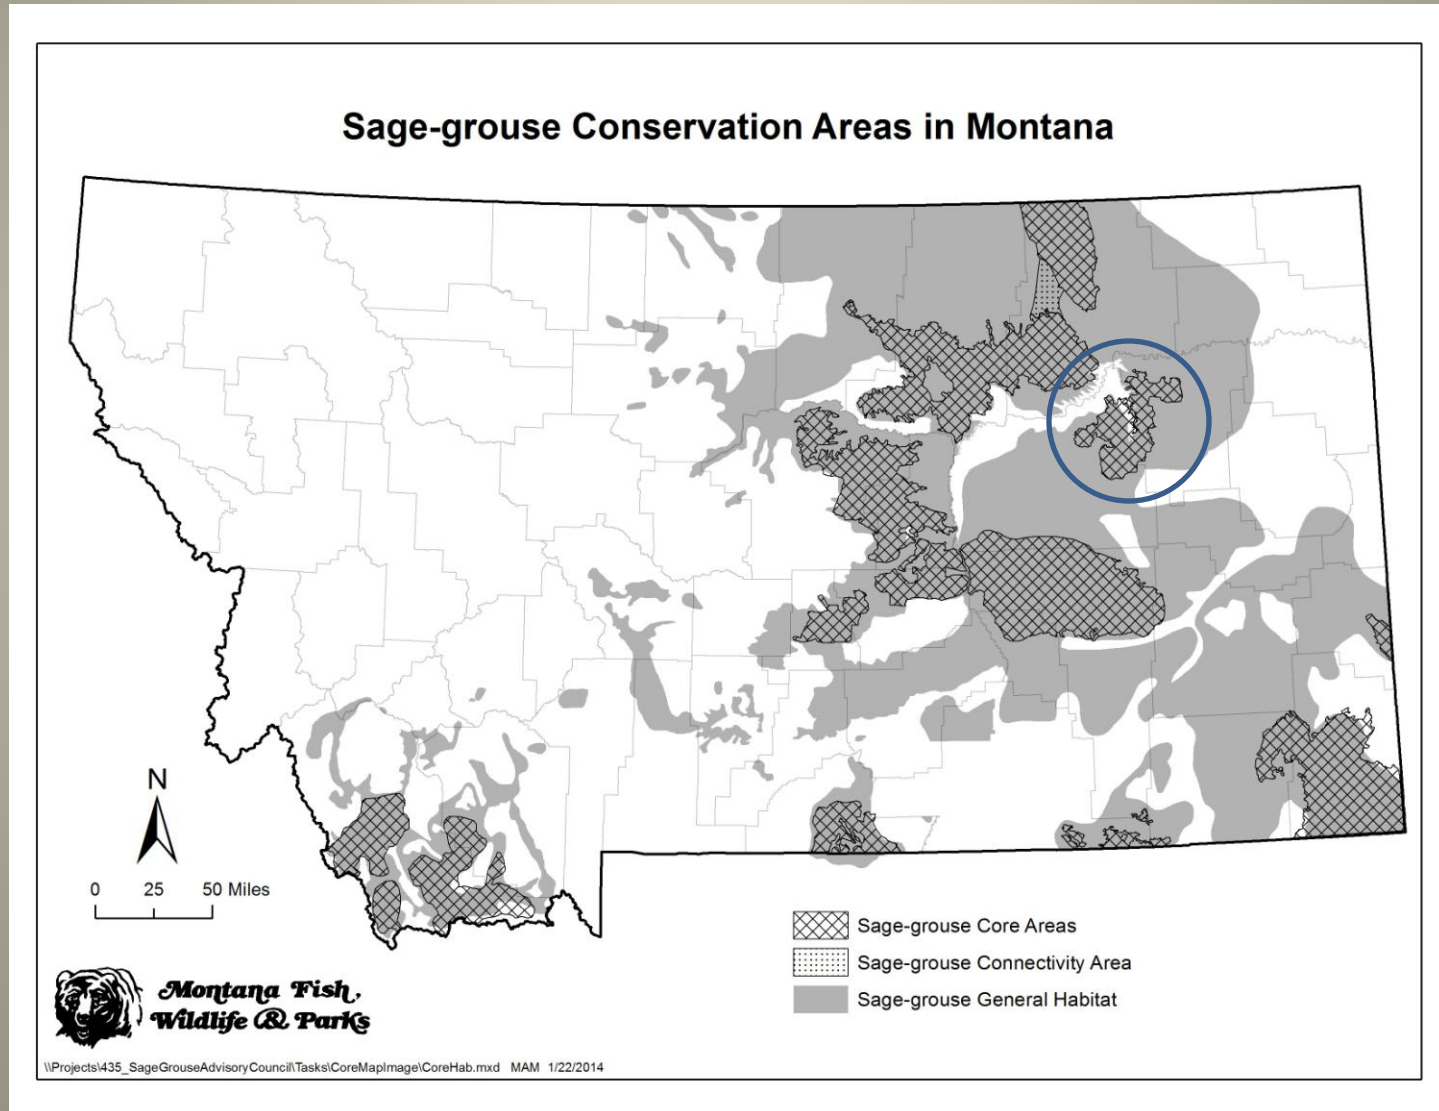 Sage-grouse Conservation Areas in Montana
N
0 25 50 Miles
Sage-grouse Core Areas
Sage-grouse Connectivity Area
Sage-grouse General Habitat
Montana Fish,
Wildlife & Parks
\\Projects\435_SageGrouseAdvisoryCouncil\Tasks\CoreMapImage\CoreHab.mxd MAM 1/22/2014